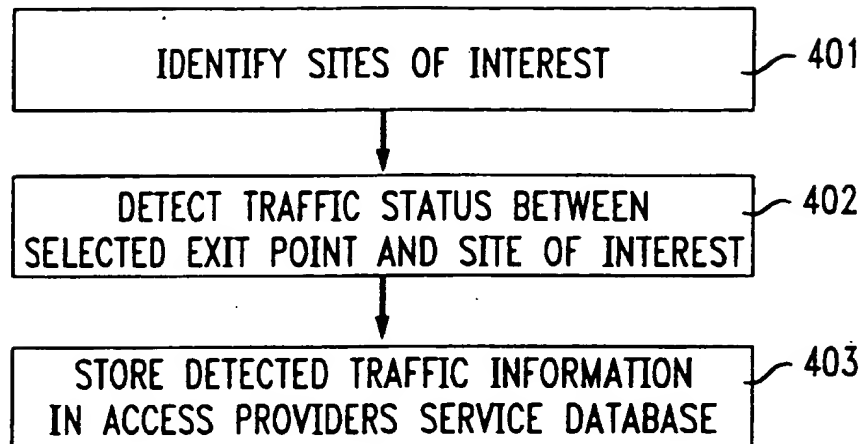 IDENTIFY SITES OF INTEREST
401
DETECT TRAFFIC STATUS BETWEEN
SELECTED EXIT POINT AND SITE OF INTEREST
402
STORE DETECTED TRAFFIC INFORMATION
IN ACCESS PROVIDERS SERVICE DATABASE
403